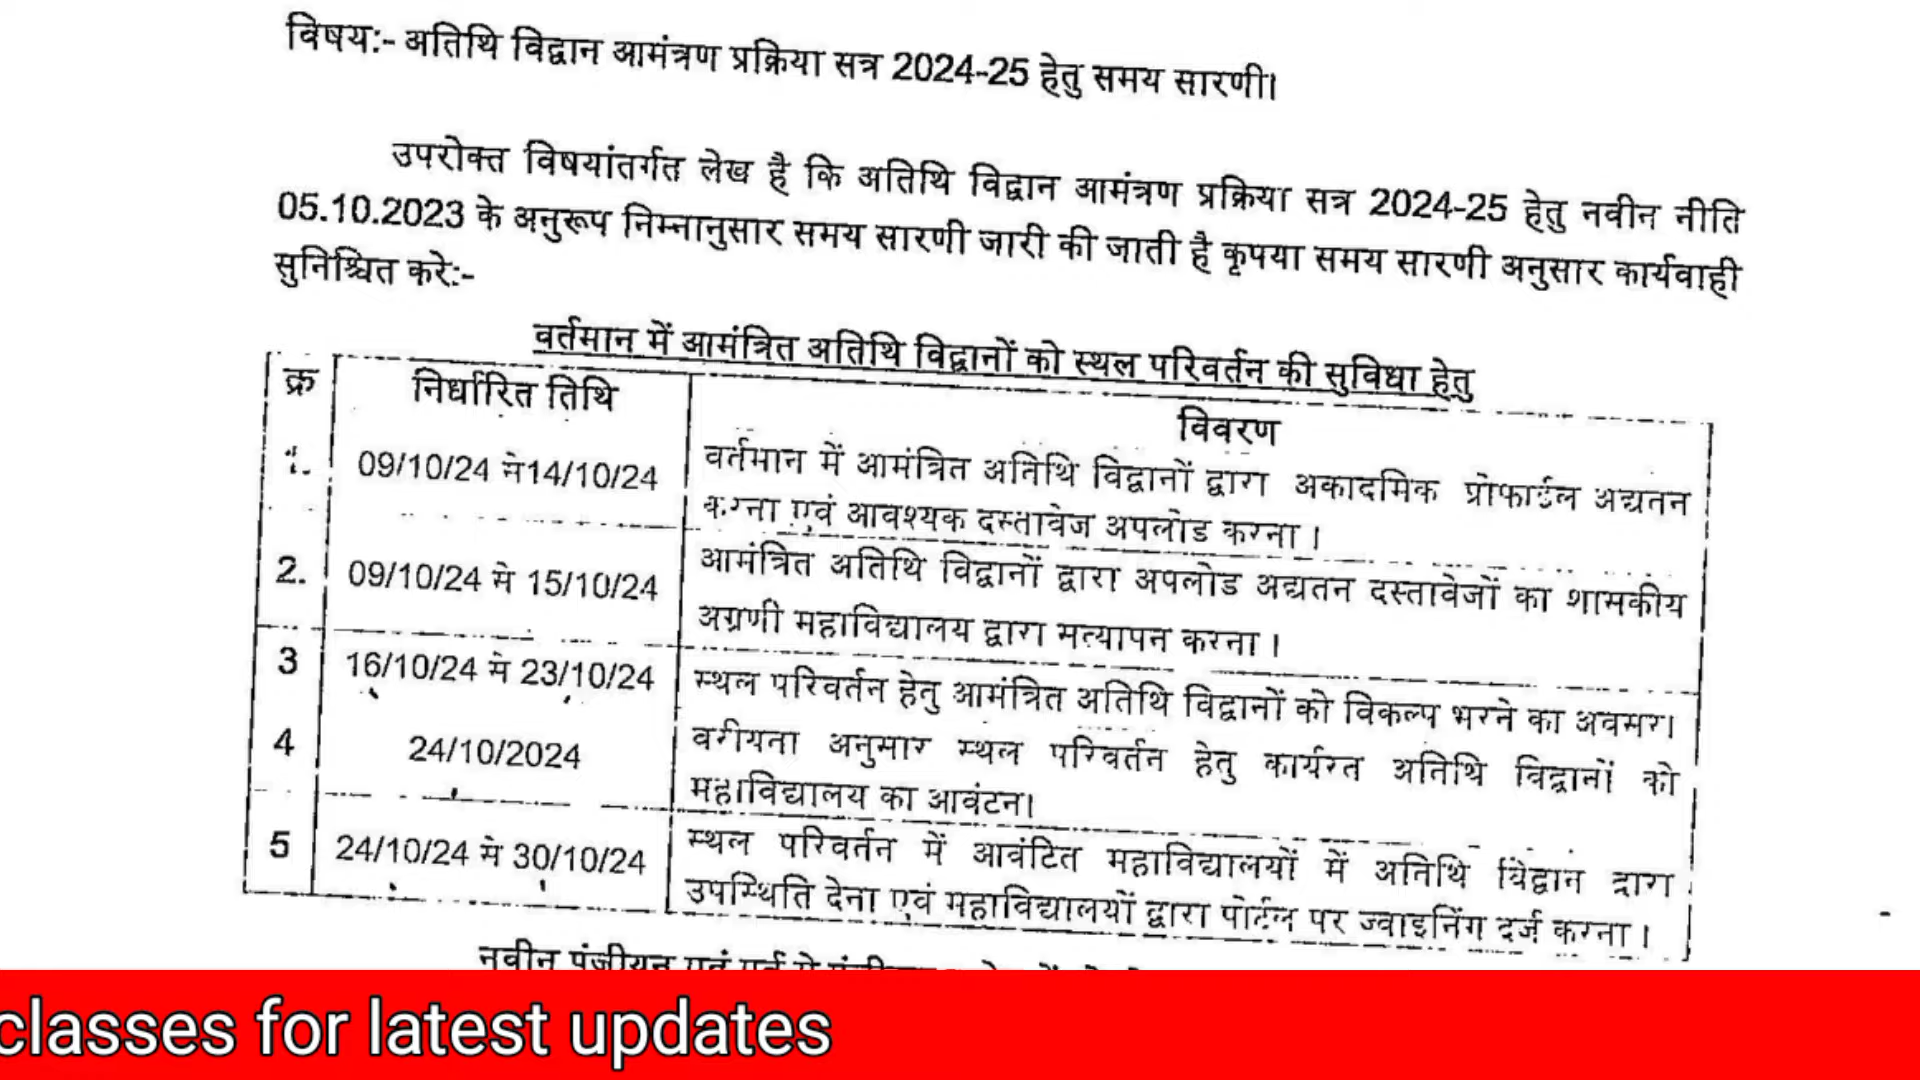 विषय:- अतिथि विद्वान आमंत्रण प्रक्रिया सत्र 2024-25 हेतु समय सारणी।
उपरोक्त विषयांतर्गत लेख है कि अतिथि विद्वान आमंत्रण प्रक्रिया सत्र 2024-25 हेतु नवीन नीति
05.10.2023 के अनुरूप निम्नानुसार समय सारणी जारी की जाती है कृपया समय सारणी अनुसार कार्यवाही
सुनिश्चित करे:-
वर्तमान में आमंत्रित अतिथि विद्वानों को स्थल परिवर्तन की सुविधा हेतु
क्र निर्धारित तिथि विवरण
1. 09/10/24 से 14/10/24 वर्तमान में आमंत्रित अतिथि विद्वानों द्वारा अकादमिक प्रोफाईल अद्यतन
करना एवं आवश्यक दस्तावेज अपलोड करना।
2. 09/10/24 से 15/10/24 आमंत्रित अतिथि विद्वानों द्वारा अपलोड अद्यतन दस्तावेजों का शासकीय
अग्रणी महाविद्यालय द्वारा सत्यापन करना।
3 16/10/24 से 23/10/24 स्थल परिवर्तन हेतु आमंत्रित अतिथि विद्वानों को विकल्प भरने का अवसर।
4 24/10/2024 वरीयता अनुसार स्थल परिवर्तन हेतु कार्यरत अतिथि विद्वानों को
महाविद्यालय का आवंटन।
5 24/10/24 से 30/10/24 स्थल परिवर्तन में आवंटित महाविद्यालयों में अतिथि विद्वान द्वारा
उपस्थिति देना एवं महाविद्यालयों द्वारा पोर्टल पर ज्वाइनिंग दर्ज करना।
नवीन पंजीयन एवं पूर्व से
classes for latest updates